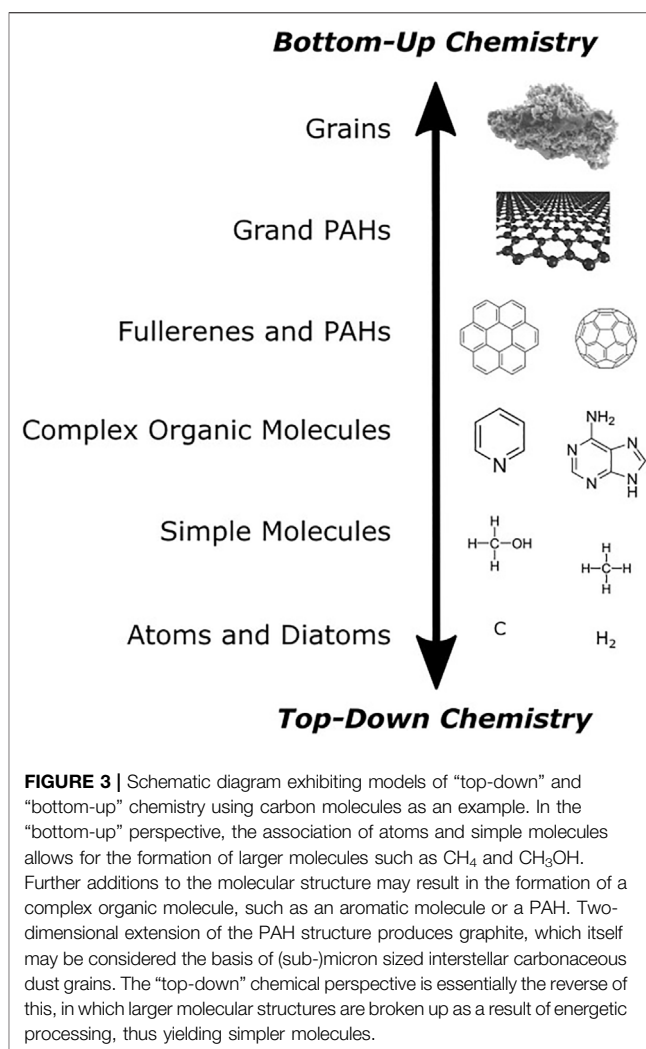 Bottom-Up Chemistry
Grains
Grand PAHs
Fullerenes and PAHs
Complex Organic Molecules
N
NH₂
N
N
N
N
H
Simple Molecules
H
H–C–OH
H
H
H–C–H
H
Atoms and Diatoms
C
H₂
Top-Down Chemistry
FIGURE 3 | Schematic diagram exhibiting models of “top-down” and
“bottom-up” chemistry using carbon molecules as an example. In the
“bottom-up” perspective, the association of atoms and simple molecules
allows for the formation of larger molecules such as CH₄ and CH₃OH.
Further additions to the molecular structure may result in the formation of a
complex organic molecule, such as an aromatic molecule or a PAH. Two-
dimensional extension of the PAH structure produces graphite, which itself
may be considered the basis of (sub-)micron sized interstellar carbonaceous
dust grains. The “top-down” chemical perspective is essentially the reverse of
this, in which larger molecular structures are broken up as a result of energetic
processing, thus yielding simpler molecules.